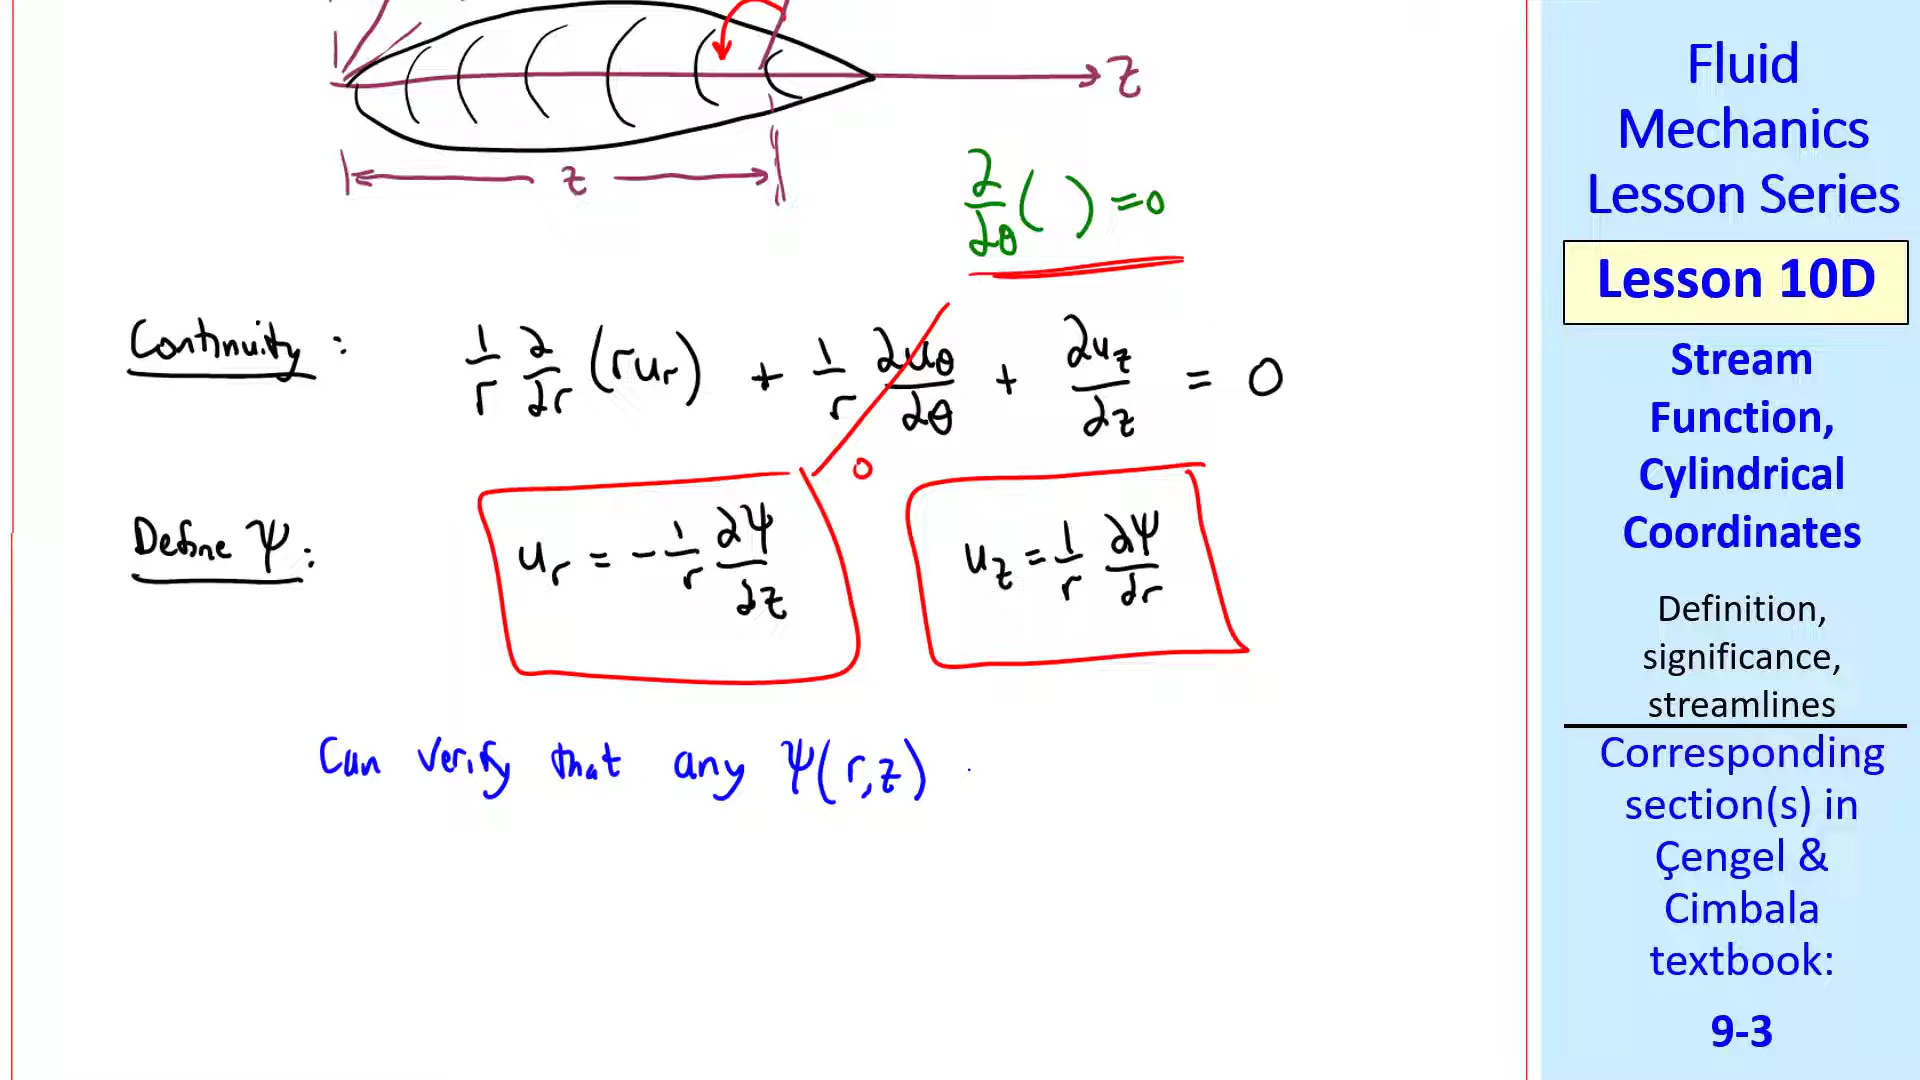 z
z
∂/∂θ ( ) = 0
Continuity : 1/r ∂/∂r (r u_r) + 1/r ∂u_θ/∂θ + ∂u_z/∂z = 0
0
Define Ψ : u_r = - 1/r ∂Ψ/∂z u_z = 1/r ∂Ψ/∂r
Can verify that any Ψ(r,z)
Fluid
Mechanics
Lesson Series
Lesson 10D
Stream
Function,
Cylindrical
Coordinates
Definition,
significance,
streamlines
Corresponding
section(s) in
Çengel &
Cimbala
textbook:
9-3